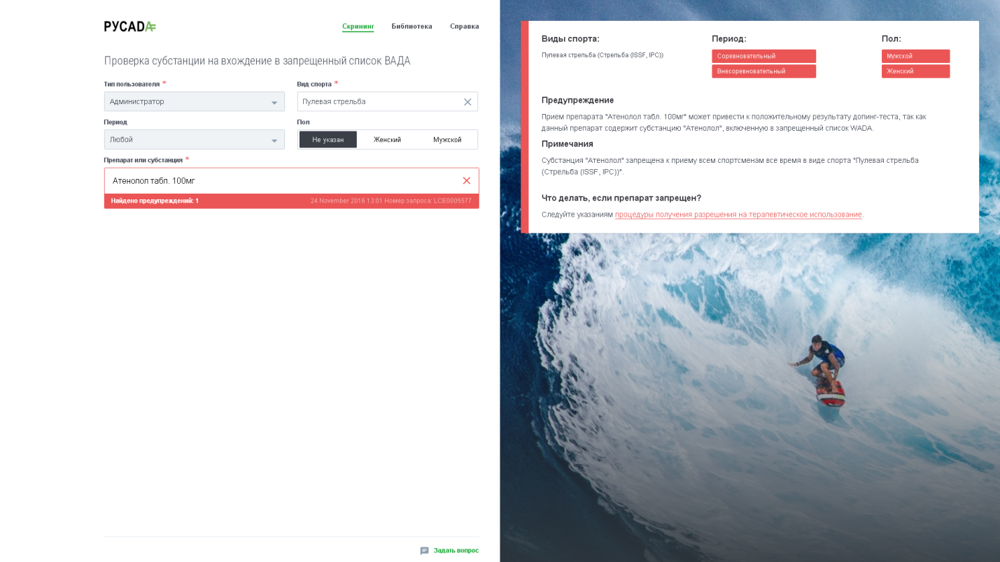 РУСАДА
Скрининг Библиотека Справка
Проверка субстанции на вхождение в запрещенный список ВАДА
Тип пользователя *
Вид спорта *
Администратор
Пулевая стрельба
Период
Пол
Любой
Не указан Женский Мужской
Препарат или субстанция *
Атенолол табл. 100мг
Найдено предупреждений: 1
24 November 2016 13:01 Номер запроса: LCE0005577
Задать вопрос
Виды спорта:
Пулевая стрельба (Стрельба (ISSF, IPC))
Период:
Соревновательный
Внесоревновательный
Пол:
Мужской
Женский
Предупреждение
Прием препарата "Атенолол табл. 100мг" может привести к положительному результату допинг-теста, так как
данный препарат содержит субстанцию "Атенолол", включенную в запрещенный список WADA.
Примечания
Субстанция "Атенолол" запрещена к приему всем спортсменам все время в виде спорта "Пулевая стрельба
(Стрельба (ISSF, IPC))".
Что делать, если препарат запрещен?
Следуйте указаниям процедуры получения разрешения на терапевтическое использование.